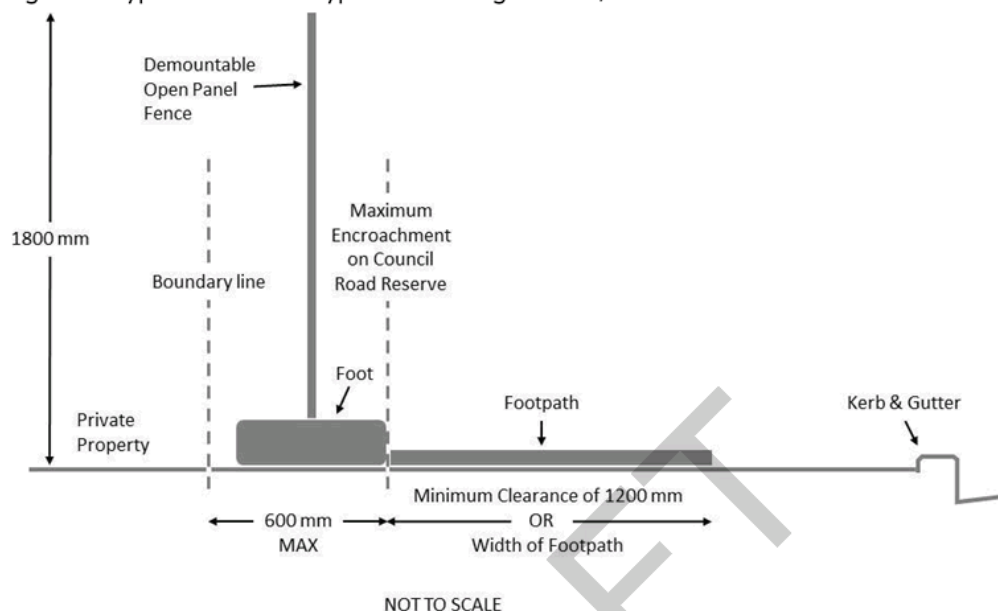 Demountable
Open Panel
Fence
1800 mm
Maximum
Encroachment
on Council
Road Reserve
Boundary line
Foot
Private
Property
Footpath
Kerb & Gutter
600 mm
MAX
Minimum Clearance of 1200 mm
OR
Width of Footpath
NOT TO SCALE